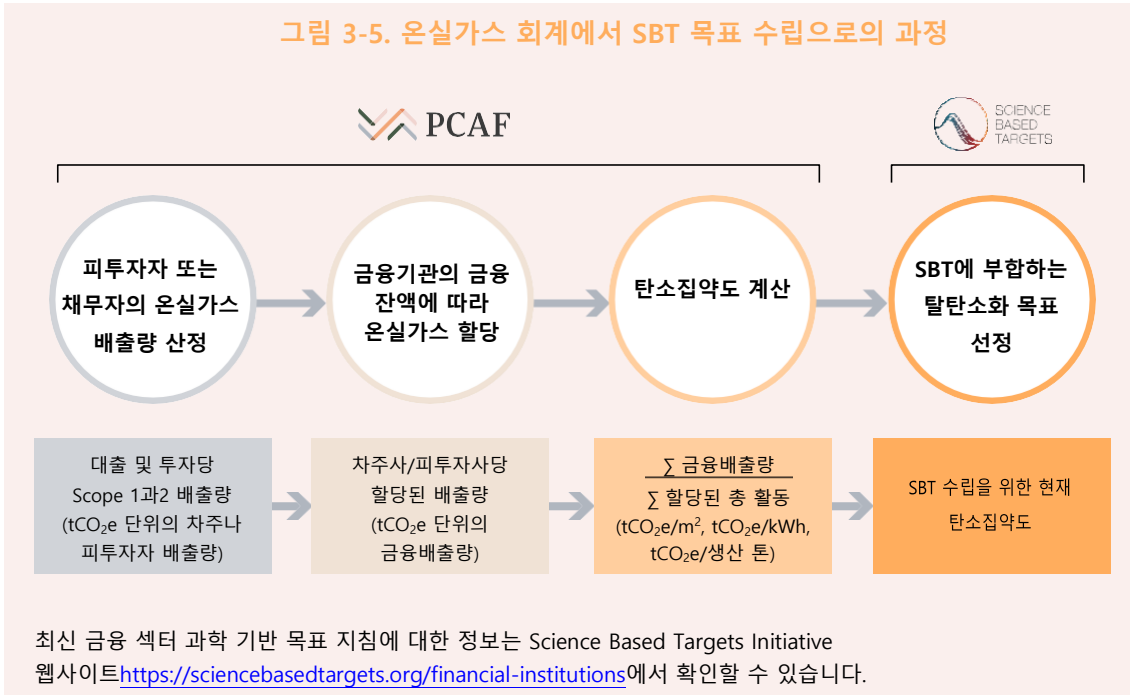 그림 3-5. 온실가스 회계에서 SBT 목표 수립으로의 과정
PCAF
SCIENCE
BASED
TARGETS
피투자자 또는
채무자의 온실가스
배출량 산정
금융기관의 금융
잔액에 따라
온실가스 할당
탄소집약도 계산
SBT에 부합하는
탈탄소화 목표
선정
대출 및 투자당
Scope 1과2 배출량
(tCO₂e 단위의 차주나
피투자자 배출량)
차주사/피투자사당
할당된 배출량
(tCO₂e 단위의
금융배출량)
∑ 금융배출량
∑ 할당된 총 활동
(tCO₂e/m², tCO₂e/kWh,
tCO₂e/생산 톤)
SBT 수립을 위한 현재
탄소집약도
최신 금융 섹터 과학 기반 목표 지침에 대한 정보는 Science Based Targets Initiative
웹사이트https://sciencebasedtargets.org/financial-institutions에서 확인할 수 있습니다.